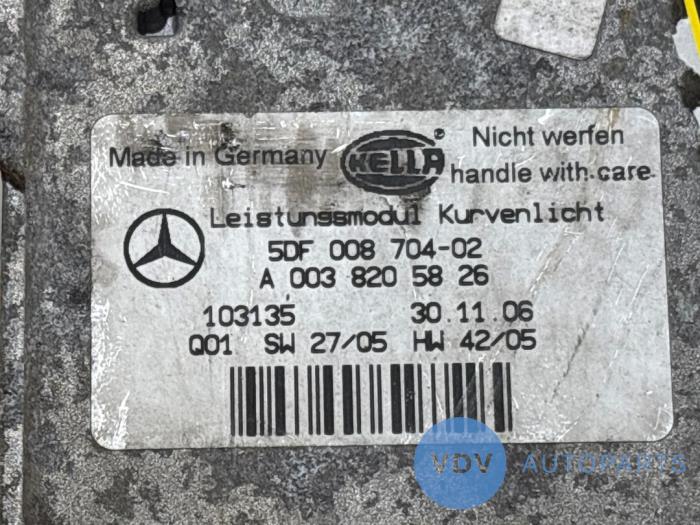 Made in Germany HELLA ® Nicht werfen
handle with care
Leistungsmodul Kurvenlicht
5DF 008 704-02
A 003 820 58 26
103135 30.11.06
Q01 SW 27/05 HW 42/05
VDV AUTOPARTS